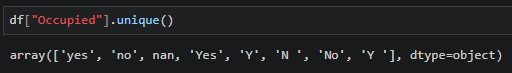 df["Occupied"].unique()
array(['yes', 'no', nan, 'Yes', 'Y', 'N ', 'No', 'Y '], dtype=object)